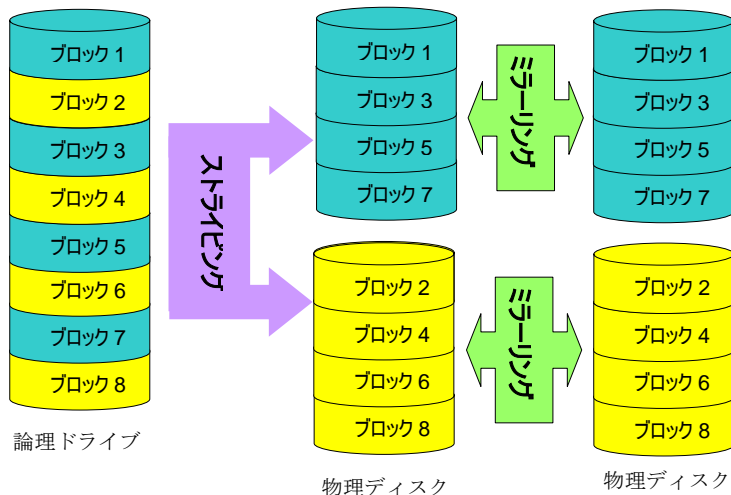 ブロック 1
ブロック 2
ブロック 3
ブロック 4
ブロック 5
ブロック 6
ブロック 7
ブロック 8
論理ドライブ
ストライピング
ブロック 1
ブロック 3
ブロック 5
ブロック 7
ミラーリング
ブロック 1
ブロック 3
ブロック 5
ブロック 7
ブロック 2
ブロック 4
ブロック 6
ブロック 8
物理ディスク
ミラーリング
ブロック 2
ブロック 4
ブロック 6
ブロック 8
物理ディスク